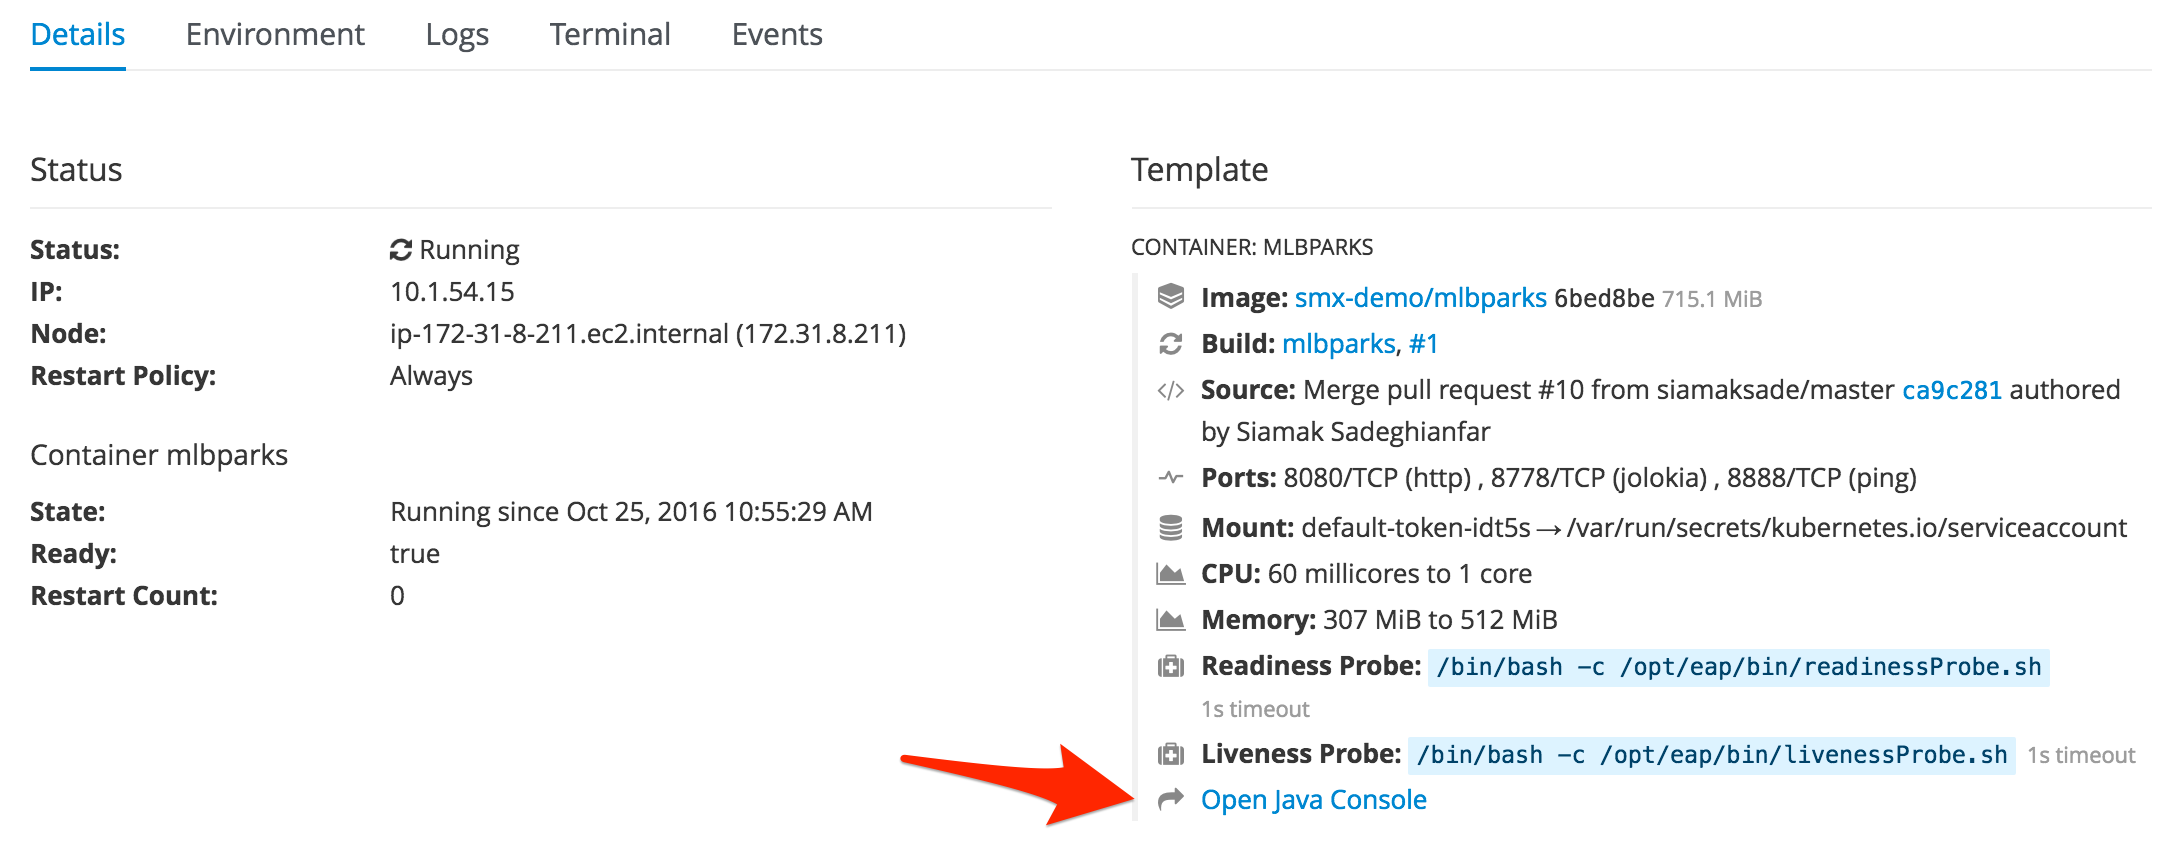 Details Environment Logs Terminal Events
Status
Status: Running
IP: 10.1.54.15
Node: ip-172-31-8-211.ec2.internal (172.31.8.211)
Restart Policy: Always
Container mlbparks
State: Running since Oct 25, 2016 10:55:29 AM
Ready: true
Restart Count: 0
Template
CONTAINER: MLBPARKS
Image: smx-demo/mlbparks 6bed8be 715.1 MiB
Build: mlbparks, #1
</> Source: Merge pull request #10 from siamaksade/master ca9c281 authored
by Siamak Sadeghianfar
Ports: 8080/TCP (http) , 8778/TCP (jolokia) , 8888/TCP (ping)
Mount: default-token-idt5s → /var/run/secrets/kubernetes.io/serviceaccount
CPU: 60 millicores to 1 core
Memory: 307 MiB to 512 MiB
Readiness Probe: /bin/bash -c /opt/eap/bin/readinessProbe.sh
1s timeout
Liveness Probe: /bin/bash -c /opt/eap/bin/livenessProbe.sh 1s timeout
Open Java Console